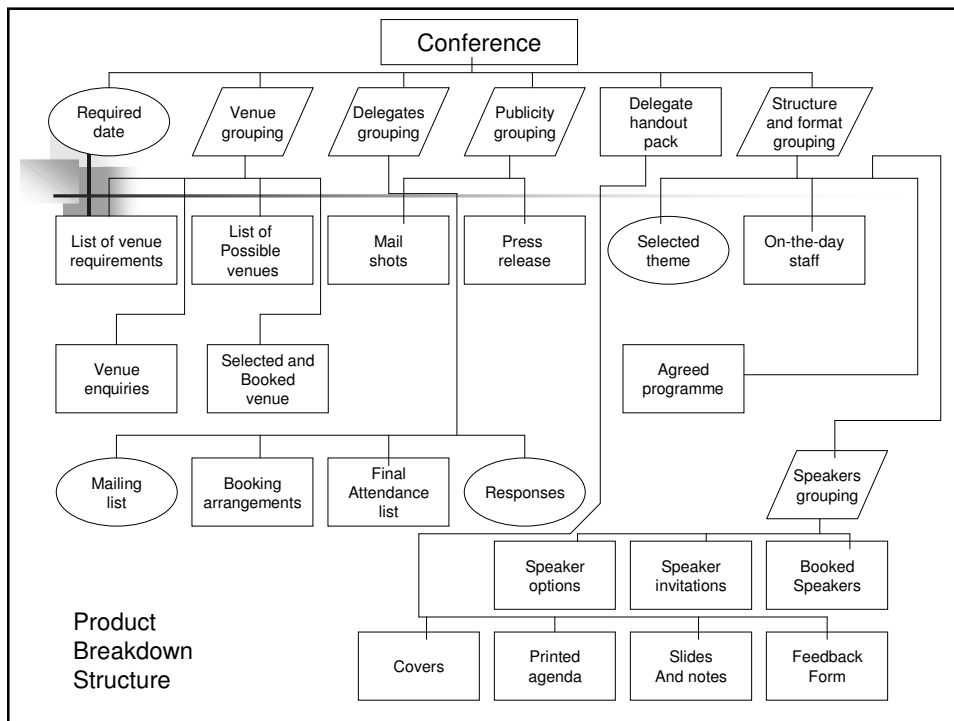 Conference
Required
date
Venue
grouping
Delegates
grouping
Publicity
grouping
Delegate
handout
pack
Structure
and format
grouping
List of venue
requirements
List of
Possible
venues
Mail
shots
Press
release
Selected
theme
On-the-day
staff
Venue
enquiries
Selected and
Booked
venue
Agreed
programme
Mailing
list
Booking
arrangements
Final
Attendance
list
Responses
Speakers
grouping
Speaker
options
Speaker
invitations
Booked
Speakers
Product
Breakdown
Structure
Covers
Printed
agenda
Slides
And notes
Feedback
Form